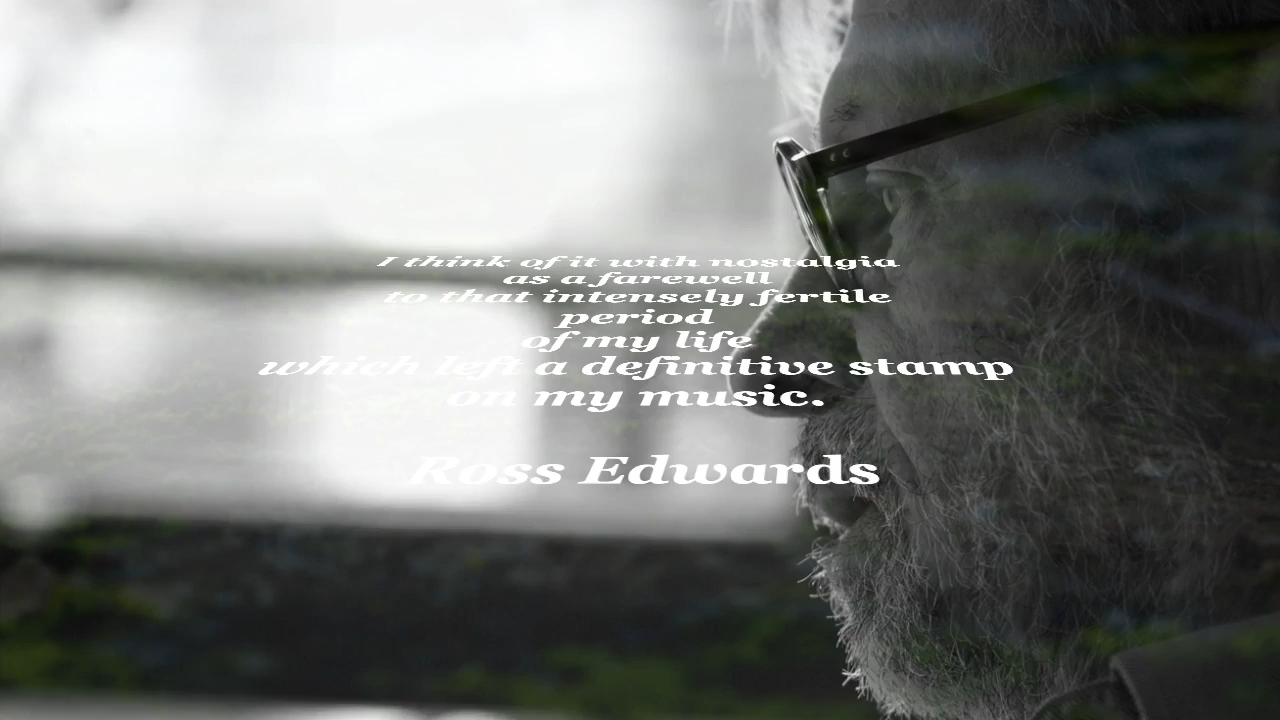 I think of it with nostalgia
as a farewell
to that intensely fertile
period
of my life
which left a definitive stamp
on my music.
Ross Edwards